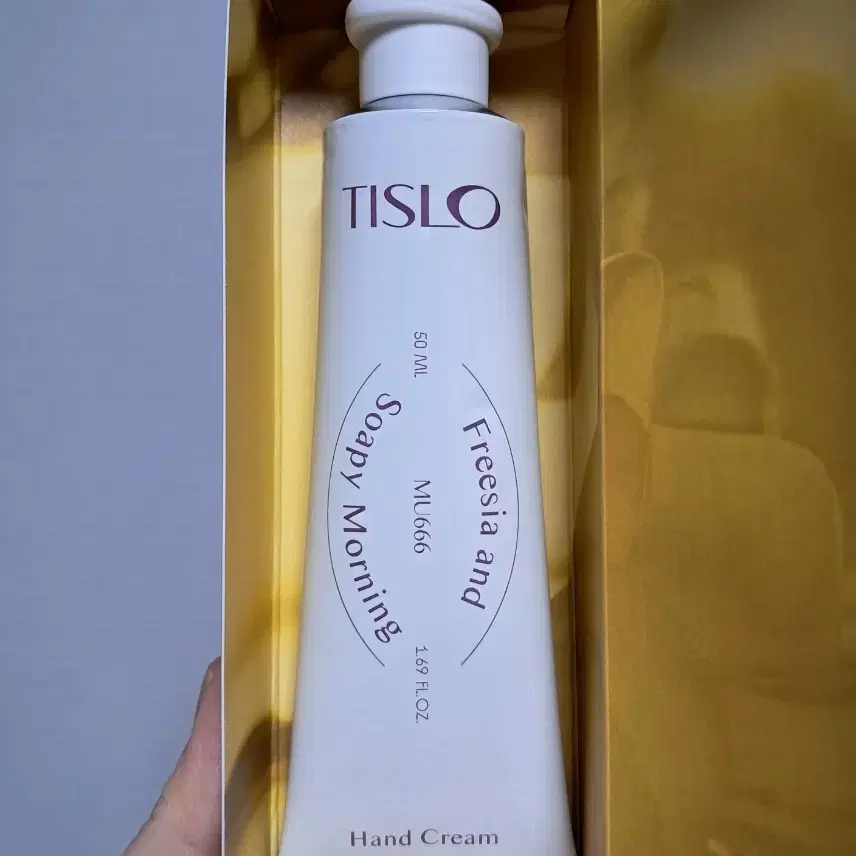 TISLO
50 ML
Freesia and
Soapy Morning
MU666
1.69 FL.OZ.
Hand Cream